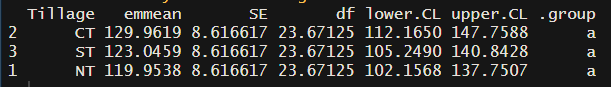 Tillage emmean SE df lower.CL upper.CL .group
2 CT 129.9619 8.616617 23.67125 112.1650 147.7588 a
3 ST 123.0459 8.616617 23.67125 105.2490 140.8428 a
1 NT 119.9538 8.616617 23.67125 102.1568 137.7507 a